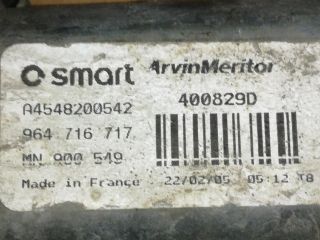 smart ArvinMeritor
A4548200542 400829D
964 716 717
MN 900 549
Made in France 22/02/05 05:12 T8